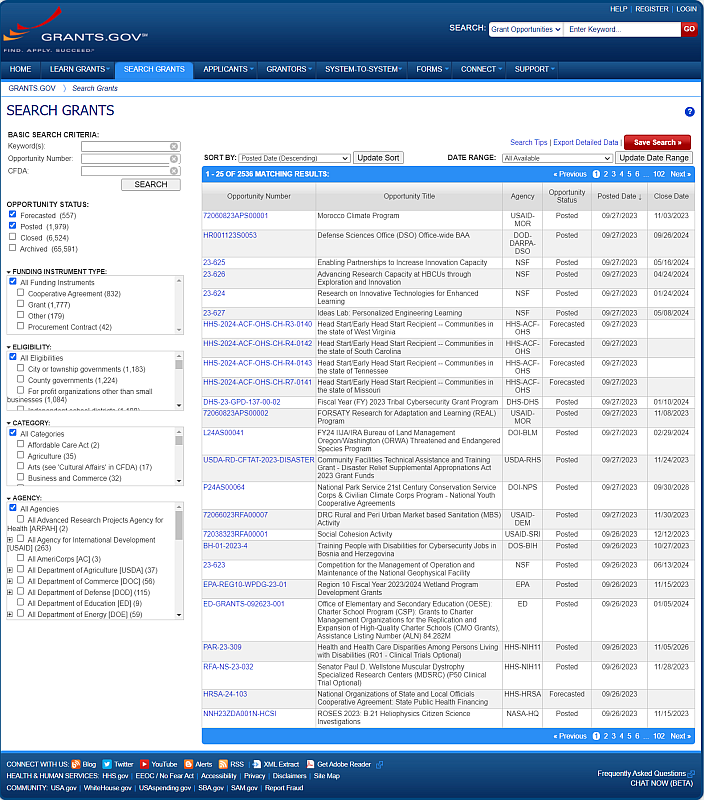 HELP | REGISTER | LOGIN
GRANTS.GOV℠
FIND. APPLY. SUCCEED.℠
SEARCH: Grant Opportunities Enter Keyword... GO
HOME LEARN GRANTS SEARCH GRANTS APPLICANTS GRANTORS SYSTEM-TO-SYSTEM FORMS CONNECT SUPPORT
GRANTS.GOV 〉 Search Grants
SEARCH GRANTS
BASIC SEARCH CRITERIA:
Keyword(s):
Opportunity Number:
CFDA:
SEARCH
OPPORTUNITY STATUS:
Forecasted (557)
Posted (1,979)
Closed (6,524)
Archived (65,591)
FUNDING INSTRUMENT TYPE:
All Funding Instruments
Cooperative Agreement (832)
Grant (1,777)
Other (179)
Procurement Contract (42)
ELIGIBILITY:
All Eligibilities
City or township governments (1,183)
County governments (1,224)
For profit organizations other than small
businesses (1,084)
CATEGORY:
All Categories
Affordable Care Act (2)
Agriculture (35)
Arts (see 'Cultural Affairs' in CFDA) (17)
Business and Commerce (32)
AGENCY:
All Agencies
All Advanced Research Projects Agency for
Health [ARPAH] (2)
All Agency for International Development
[USAID] (263)
All AmeriCorps [AC] (3)
All Department of Agriculture [USDA] (37)
All Department of Commerce [DOC] (56)
All Department of Defense [DOD] (115)
All Department of Education [ED] (9)
All Department of Energy [DOE] (59)
Search Tips | Export Detailed Data | Save Search »
SORT BY: Posted Date (Descending) Update Sort DATE RANGE: All Available Update Date Range
1 - 25 OF 2536 MATCHING RESULTS: « Previous 1 2 3 4 5 6 ... 102 Next »
Opportunity Number Opportunity Title Agency Opportunity Status Posted Date ↓ Close Date
72060823APS00001 Morocco Climate Program USAID-MOR Posted 09/27/2023 11/03/2023
HR001123S0053 Defense Sciences Office (DSO) Office-wide BAA DOD-DARPA-DSO Posted 09/27/2023 09/26/2024
23-625 Enabling Partnerships to Increase Innovation Capacity NSF Posted 09/27/2023 05/16/2024
23-626 Advancing Research Capacity at HBCUs through Exploration and Innovation NSF Posted 09/27/2023 04/24/2024
23-624 Research on Innovative Technologies for Enhanced Learning NSF Posted 09/27/2023 01/24/2024
23-627 Ideas Lab: Personalized Engineering Learning NSF Posted 09/27/2023 05/08/2024
HHS-2024-ACF-OHS-CH-R3-0140 Head Start/Early Head Start Recipient -- Communities in the state of West Virginia HHS-ACF-OHS Forecasted 09/27/2023
HHS-2024-ACF-OHS-CH-R4-0142 Head Start/Early Head Start Recipient -- Communities in the state of South Carolina HHS-ACF-OHS Forecasted 09/27/2023
HHS-2024-ACF-OHS-CH-R4-0143 Head Start/Early Head Start Recipient -- Communities in the state of Tennessee HHS-ACF-OHS Forecasted 09/27/2023
HHS-2024-ACF-OHS-CH-R7-0141 Head Start/Early Head Start Recipient -- Communities in the state of Missouri HHS-ACF-OHS Forecasted 09/27/2023
DHS-23-GPD-137-00-02 Fiscal Year (FY) 2023 Tribal Cybersecurity Grant Program DHS-DHS Posted 09/27/2023 01/10/2024
72060823APS00002 FORSATY Research for Adaptation and Learning (REAL) Program USAID-MOR Posted 09/27/2023 11/08/2023
L24AS00041 FY24 IIJA/IRA Bureau of Land Management Oregon/Washington (ORWA) Threatened and Endangered Species Program DOI-BLM Posted 09/27/2023 02/29/2024
USDA-RD-CFTAT-2023-DISASTER Community Facilities Technical Assistance and Training Grant - Disaster Relief Supplemental Appropriations Act 2023 Grant Funds USDA-RHS Posted 09/27/2023 11/24/2023
P24AS00064 National Park Service 21st Century Conservation Service Corps & Civilian Climate Corps Program - National Youth Cooperative Agreements DOI-NPS Posted 09/27/2023 09/30/2028
72066023RFA00007 DRC Rural and Peri Urban Market based Sanitation (MBS) Activity USAID-DEM Posted 09/27/2023 11/30/2023
72038323RFA00001 Social Cohesion Activity USAID-SRI Posted 09/26/2023 12/12/2023
BH-01-2023-4 Training People with Disabilities for Cybersecurity Jobs in Bosnia and Herzegovina DOS-BIH Posted 09/26/2023 10/27/2023
23-623 Competition for the Management of Operation and Maintenance of the National Geophysical Facility NSF Posted 09/26/2023 06/13/2024
EPA-REG10-WPDG-23-01 Region 10 Fiscal Year 2023/2024 Wetland Program Development Grants EPA Posted 09/26/2023 11/15/2023
ED-GRANTS-092623-001 Office of Elementary and Secondary Education (OESE): Charter School Program (CSP): Grants to Charter Management Organizations for the Replication and Expansion of High-Quality Charter Schools (CMO Grants), Assistance Listing Number (ALN) 84.282M ED Posted 09/26/2023 01/05/2024
PAR-23-309 Health and Health Care Disparities Among Persons Living with Disabilities (R01 - Clinical Trials Optional) HHS-NIH11 Posted 09/26/2023 11/05/2026
RFA-NS-23-032 Senator Paul D. Wellstone Muscular Dystrophy Specialized Research Centers (MDSRC) (P50 Clinical Trial Optional) HHS-NIH11 Posted 09/26/2023 11/28/2023
HRSA-24-103 National Organizations of State and Local Officials Cooperative Agreement: State Public Health Financing HHS-HRSA Forecasted 09/26/2023
NNH23ZDA001N-HCSI ROSES 2023: B.21 Heliophysics Citizen Science Investigations NASA-HQ Posted 09/26/2023 11/15/2023
« Previous 1 2 3 4 5 6 ... 102 Next »
CONNECT WITH US: Blog Twitter YouTube Alerts RSS | XML Extract Get Adobe Reader
HEALTH & HUMAN SERVICES: HHS.gov | EEOC / No Fear Act | Accessibility | Privacy | Disclaimers | Site Map
COMMUNITY: USA.gov | WhiteHouse.gov | USAspending.gov | SBA.gov | SAM.gov | Report Fraud
Frequently Asked Questions
CHAT NOW (BETA)